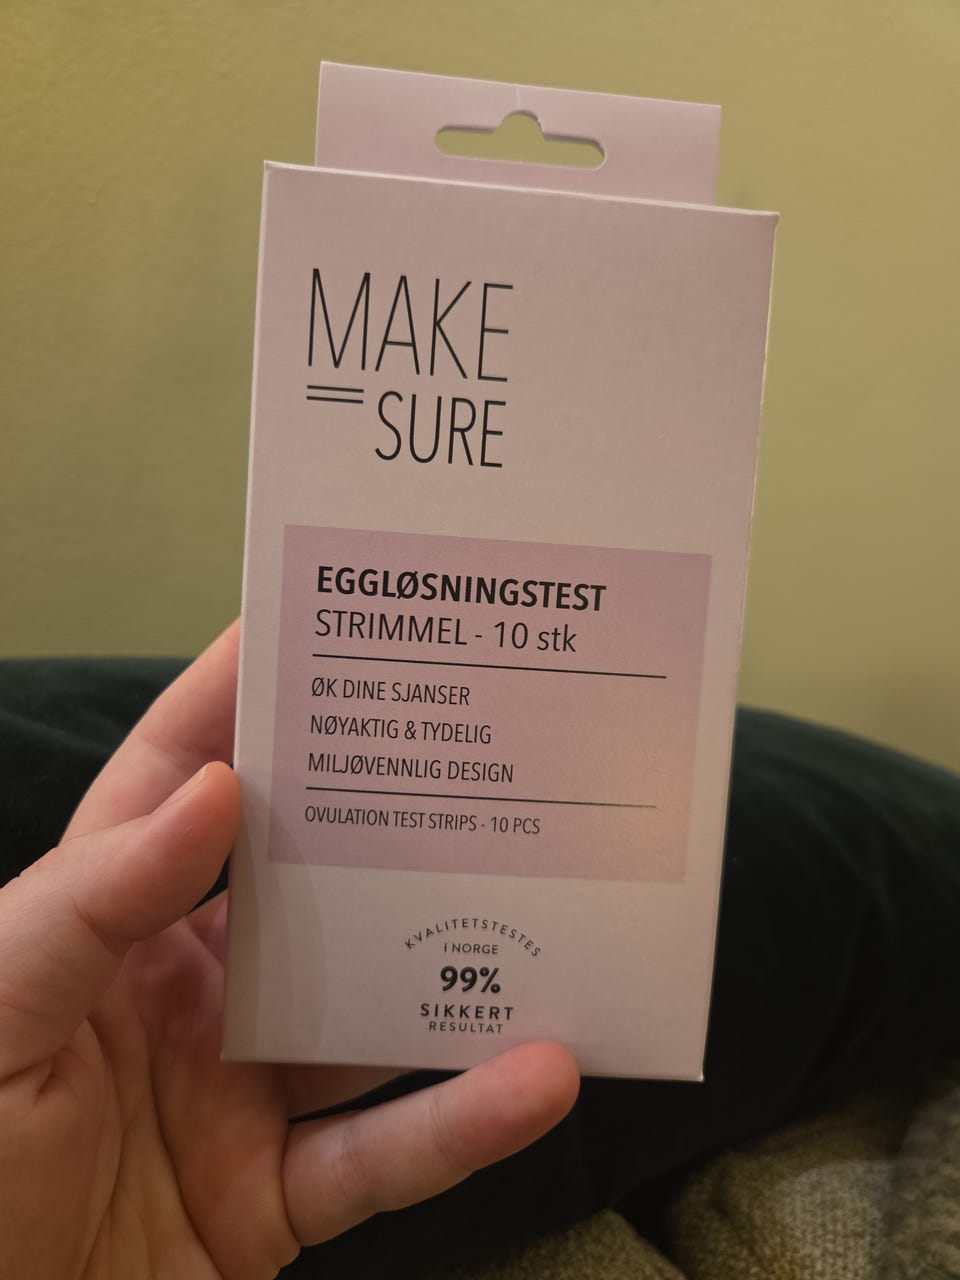 MAKE
SURE
EGGLØSNINGSTEST
STRIMMEL - 10 stk
ØK DINE SJANSER
NØYAKTIG & TYDELIG
MILJØVENNLIG DESIGN
OVULATION TEST STRIPS - 10 PCS
KVALITETSTESTES
I NORGE
99%
SIKKERT
RESULTAT